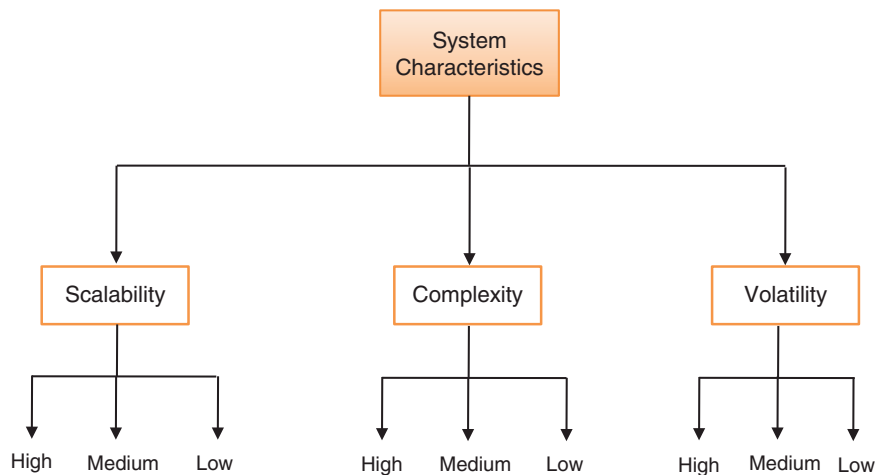 System
Characteristics
Scalability
Complexity
Volatility
High
Medium
Low
High
Medium
Low
High
Medium
Low